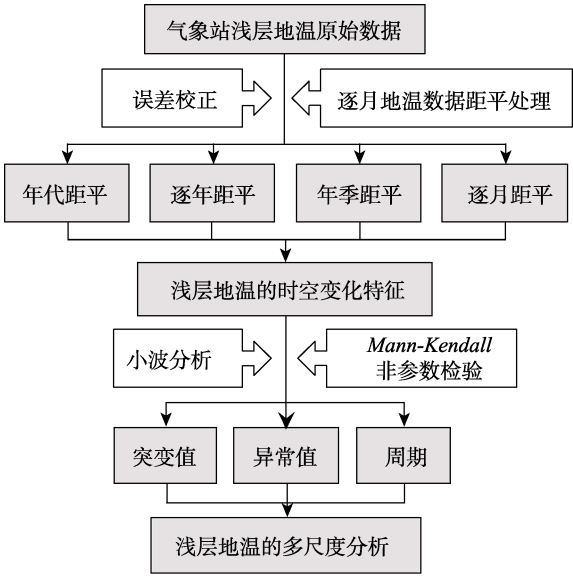 气象站浅层地温原始数据
误差校正
逐月地温数据距平处理
年代距平
逐年距平
年季距平
逐月距平
浅层地温的时空变化特征
小波分析
Mann-Kendall
非参数检验
突变值
异常值
周期
浅层地温的多尺度分析